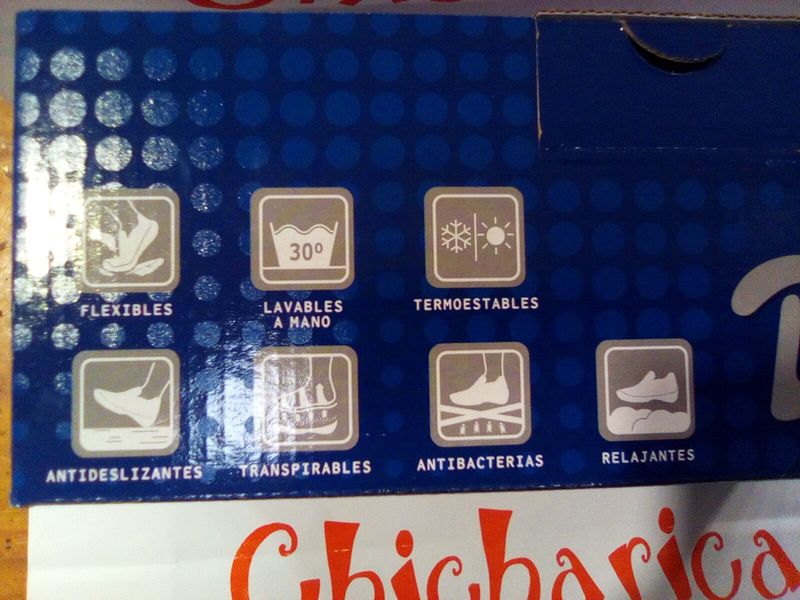 30º
FLEXIBLES
LAVABLES
A MANO
TERMOESTABLES
ANTIDESLIZANTES
TRANSPIRABLES
ANTIBACTERIAS
RELAJANTES
Chicharica